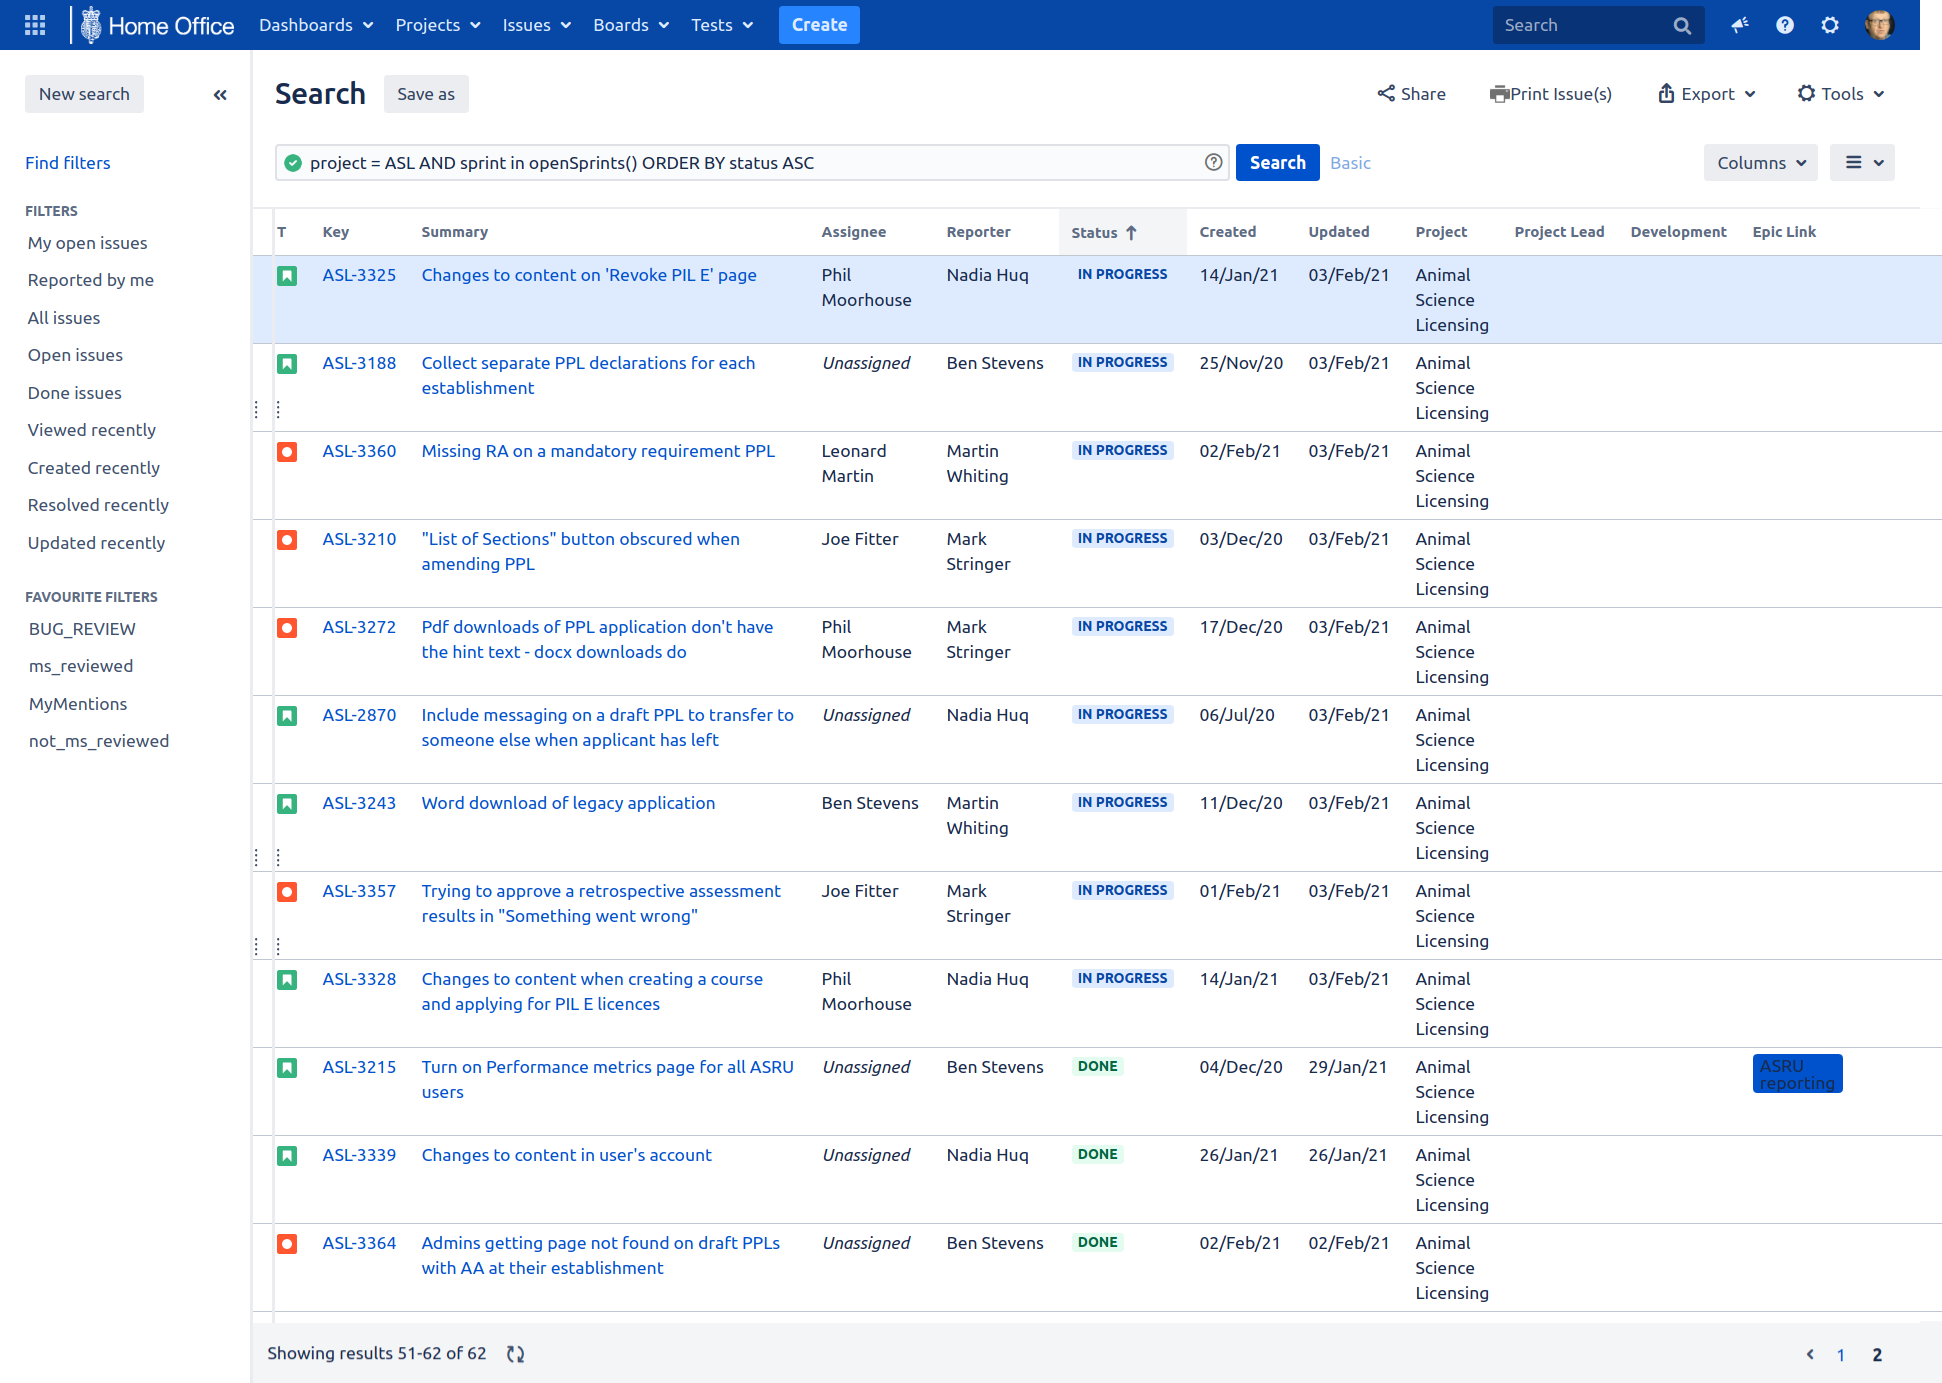 Home Office Dashboards Projects Issues Boards Tests Create Search
New search
Search Save as Share Print Issue(s) Export Tools
Find filters
project = ASL AND sprint in openSprints() ORDER BY status ASC Search Basic Columns
FILTERS
My open issues
Reported by me
All issues
Open issues
Done issues
Viewed recently
Created recently
Resolved recently
Updated recently
FAVOURITE FILTERS
BUG_REVIEW
ms_reviewed
MyMentions
not_ms_reviewed
T Key Summary Assignee Reporter Status Created Updated Project Project Lead Development Epic Link
ASL-3325 Changes to content on 'Revoke PIL E' page Phil Nadia Huq IN PROGRESS 14/Jan/21 03/Feb/21 Animal
Moorhouse Science
Licensing
ASL-3188 Collect separate PPL declarations for each Unassigned Ben Stevens IN PROGRESS 25/Nov/20 03/Feb/21 Animal
establishment Science
Licensing
ASL-3360 Missing RA on a mandatory requirement PPL Leonard Martin IN PROGRESS 02/Feb/21 03/Feb/21 Animal
Martin Whiting Science
Licensing
ASL-3210 "List of Sections" button obscured when Joe Fitter Mark IN PROGRESS 03/Dec/20 03/Feb/21 Animal
amending PPL Stringer Science
Licensing
ASL-3272 Pdf downloads of PPL application don't have Phil Mark IN PROGRESS 17/Dec/20 03/Feb/21 Animal
the hint text - docx downloads do Moorhouse Stringer Science
Licensing
ASL-2870 Include messaging on a draft PPL to transfer to Unassigned Nadia Huq IN PROGRESS 06/Jul/20 03/Feb/21 Animal
someone else when applicant has left Science
Licensing
ASL-3243 Word download of legacy application Ben Stevens Martin IN PROGRESS 11/Dec/20 03/Feb/21 Animal
Whiting Science
Licensing
ASL-3357 Trying to approve a retrospective assessment Joe Fitter Mark IN PROGRESS 01/Feb/21 03/Feb/21 Animal
results in "Something went wrong" Stringer Science
Licensing
ASL-3328 Changes to content when creating a course Phil Nadia Huq IN PROGRESS 14/Jan/21 03/Feb/21 Animal
and applying for PIL E licences Moorhouse Science
Licensing
ASL-3215 Turn on Performance metrics page for all ASRU Unassigned Ben Stevens DONE 04/Dec/20 29/Jan/21 Animal ASRU
users Science reporting
Licensing
ASL-3339 Changes to content in user's account Unassigned Nadia Huq DONE 26/Jan/21 26/Jan/21 Animal
Science
Licensing
ASL-3364 Admins getting page not found on draft PPLs Unassigned Ben Stevens DONE 02/Feb/21 02/Feb/21 Animal
with AA at their establishment Science
Licensing
Showing results 51-62 of 62 1 2